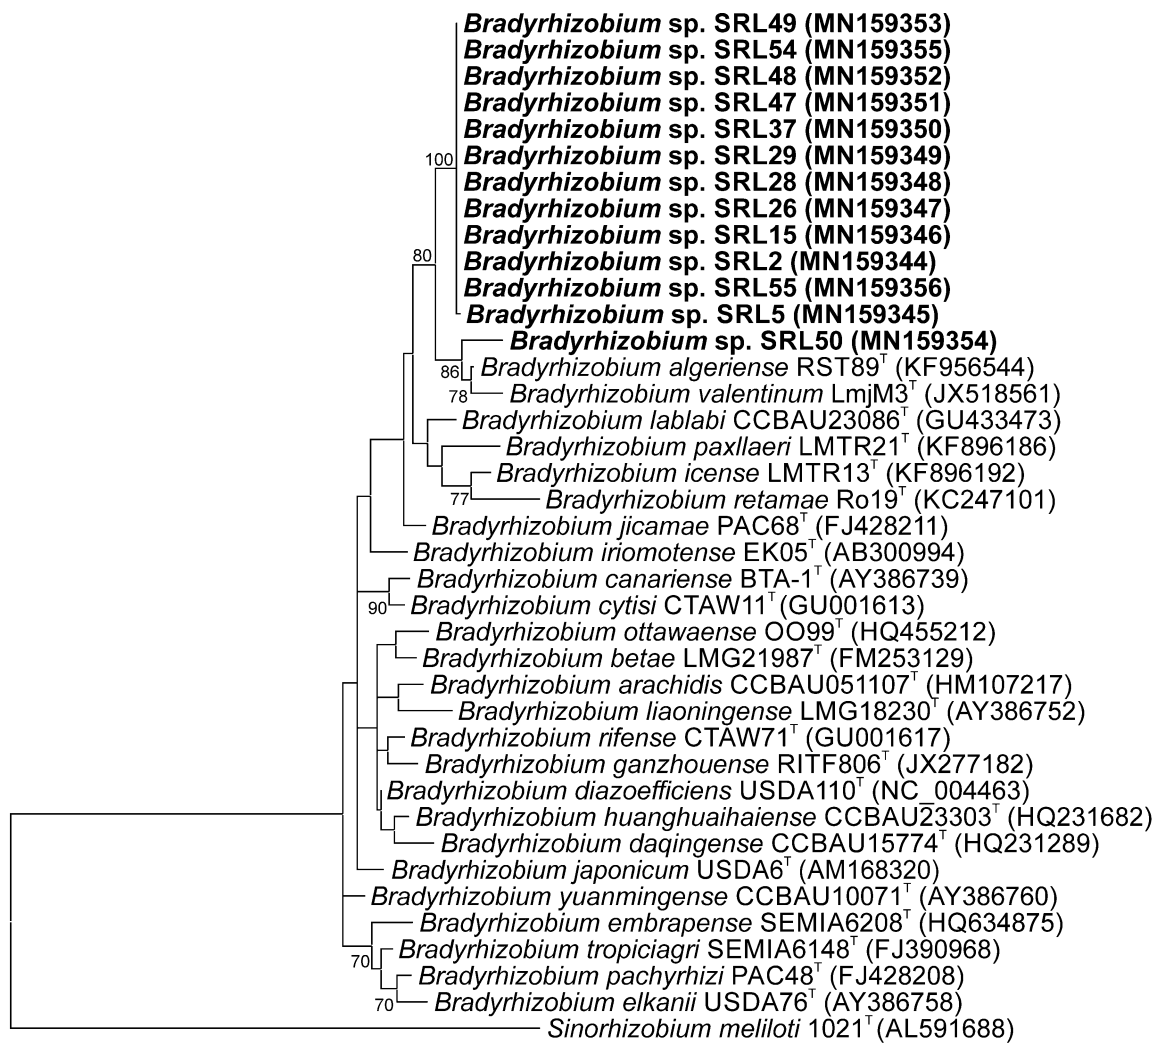 Bradyrhizobium sp. SRL49 (MN159353)
Bradyrhizobium sp. SRL54 (MN159355)
Bradyrhizobium sp. SRL48 (MN159352)
Bradyrhizobium sp. SRL47 (MN159351)
Bradyrhizobium sp. SRL37 (MN159350)
100 Bradyrhizobium sp. SRL29 (MN159349)
Bradyrhizobium sp. SRL28 (MN159348)
Bradyrhizobium sp. SRL26 (MN159347)
Bradyrhizobium sp. SRL15 (MN159346)
80 Bradyrhizobium sp. SRL2 (MN159344)
Bradyrhizobium sp. SRL55 (MN159356)
Bradyrhizobium sp. SRL5 (MN159345)
Bradyrhizobium sp. SRL50 (MN159354)
86 Bradyrhizobium algeriense RST89T (KF956544)
78 Bradyrhizobium valentinum LmjM3T (JX518561)
Bradyrhizobium lablabi CCBAU23086T (GU433473)
Bradyrhizobium paxllaeri LMTR21T (KF896186)
Bradyrhizobium icense LMTR13T (KF896192)
77 Bradyrhizobium retamae Ro19T (KC247101)
Bradyrhizobium jicamae PAC68T (FJ428211)
Bradyrhizobium iriomotense EK05T (AB300994)
Bradyrhizobium canariense BTA-1T (AY386739)
90 Bradyrhizobium cytisi CTAW11T (GU001613)
Bradyrhizobium ottawaense OO99T (HQ455212)
Bradyrhizobium betae LMG21987T (FM253129)
Bradyrhizobium arachidis CCBAU051107T (HM107217)
Bradyrhizobium liaoningense LMG18230T (AY386752)
Bradyrhizobium rifense CTAW71T (GU001617)
Bradyrhizobium ganzhouense RITF806T (JX277182)
Bradyrhizobium diazoefficiens USDA110T (NC_004463)
Bradyrhizobium huanghuaihaiense CCBAU23303T (HQ231682)
Bradyrhizobium daqingense CCBAU15774T (HQ231289)
Bradyrhizobium japonicum USDA6T (AM168320)
Bradyrhizobium yuanmingense CCBAU10071T (AY386760)
Bradyrhizobium embrapense SEMIA6208T (HQ634875)
70 Bradyrhizobium tropiciagri SEMIA6148T (FJ390968)
Bradyrhizobium pachyrhizi PAC48T (FJ428208)
70 Bradyrhizobium elkanii USDA76T (AY386758)
Sinorhizobium meliloti 1021T (AL591688)